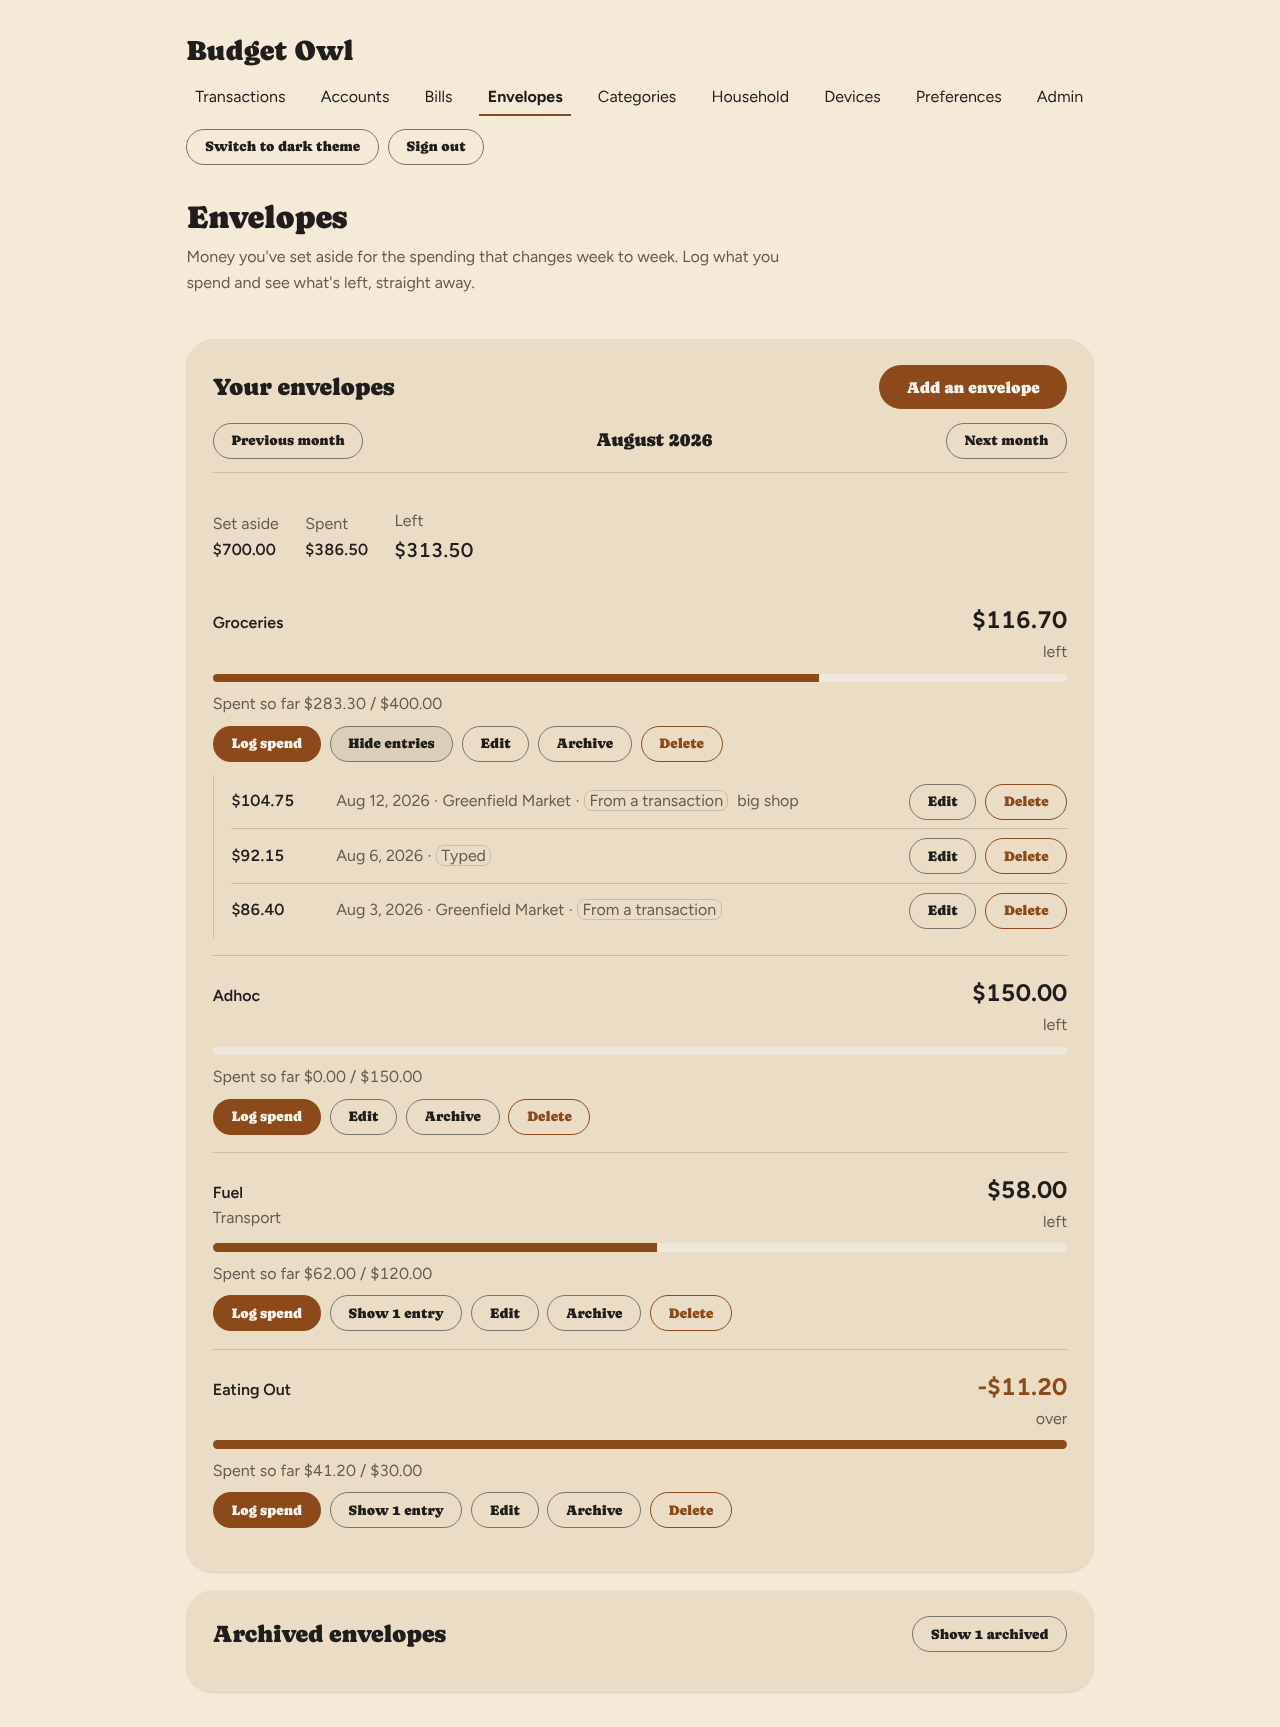 Budget Owl
Transactions Accounts Bills Envelopes Categories Household Devices Preferences Admin
Switch to dark theme Sign out
Envelopes
Money you've set aside for the spending that changes week to week. Log what you
spend and see what's left, straight away.
Your envelopes Add an envelope
Previous month August 2026 Next month
Set aside Spent Left
$700.00 $386.50 $313.50
Groceries $116.70
left
Spent so far $283.30 / $400.00
Log spend Hide entries Edit Archive Delete
$104.75 Aug 12, 2026 · Greenfield Market · From a transaction big shop Edit Delete
$92.15 Aug 6, 2026 · Typed Edit Delete
$86.40 Aug 3, 2026 · Greenfield Market · From a transaction Edit Delete
Adhoc $150.00
left
Spent so far $0.00 / $150.00
Log spend Edit Archive Delete
Fuel $58.00
Transport left
Spent so far $62.00 / $120.00
Log spend Show 1 entry Edit Archive Delete
Eating Out -$11.20
over
Spent so far $41.20 / $30.00
Log spend Show 1 entry Edit Archive Delete
Archived envelopes Show 1 archived